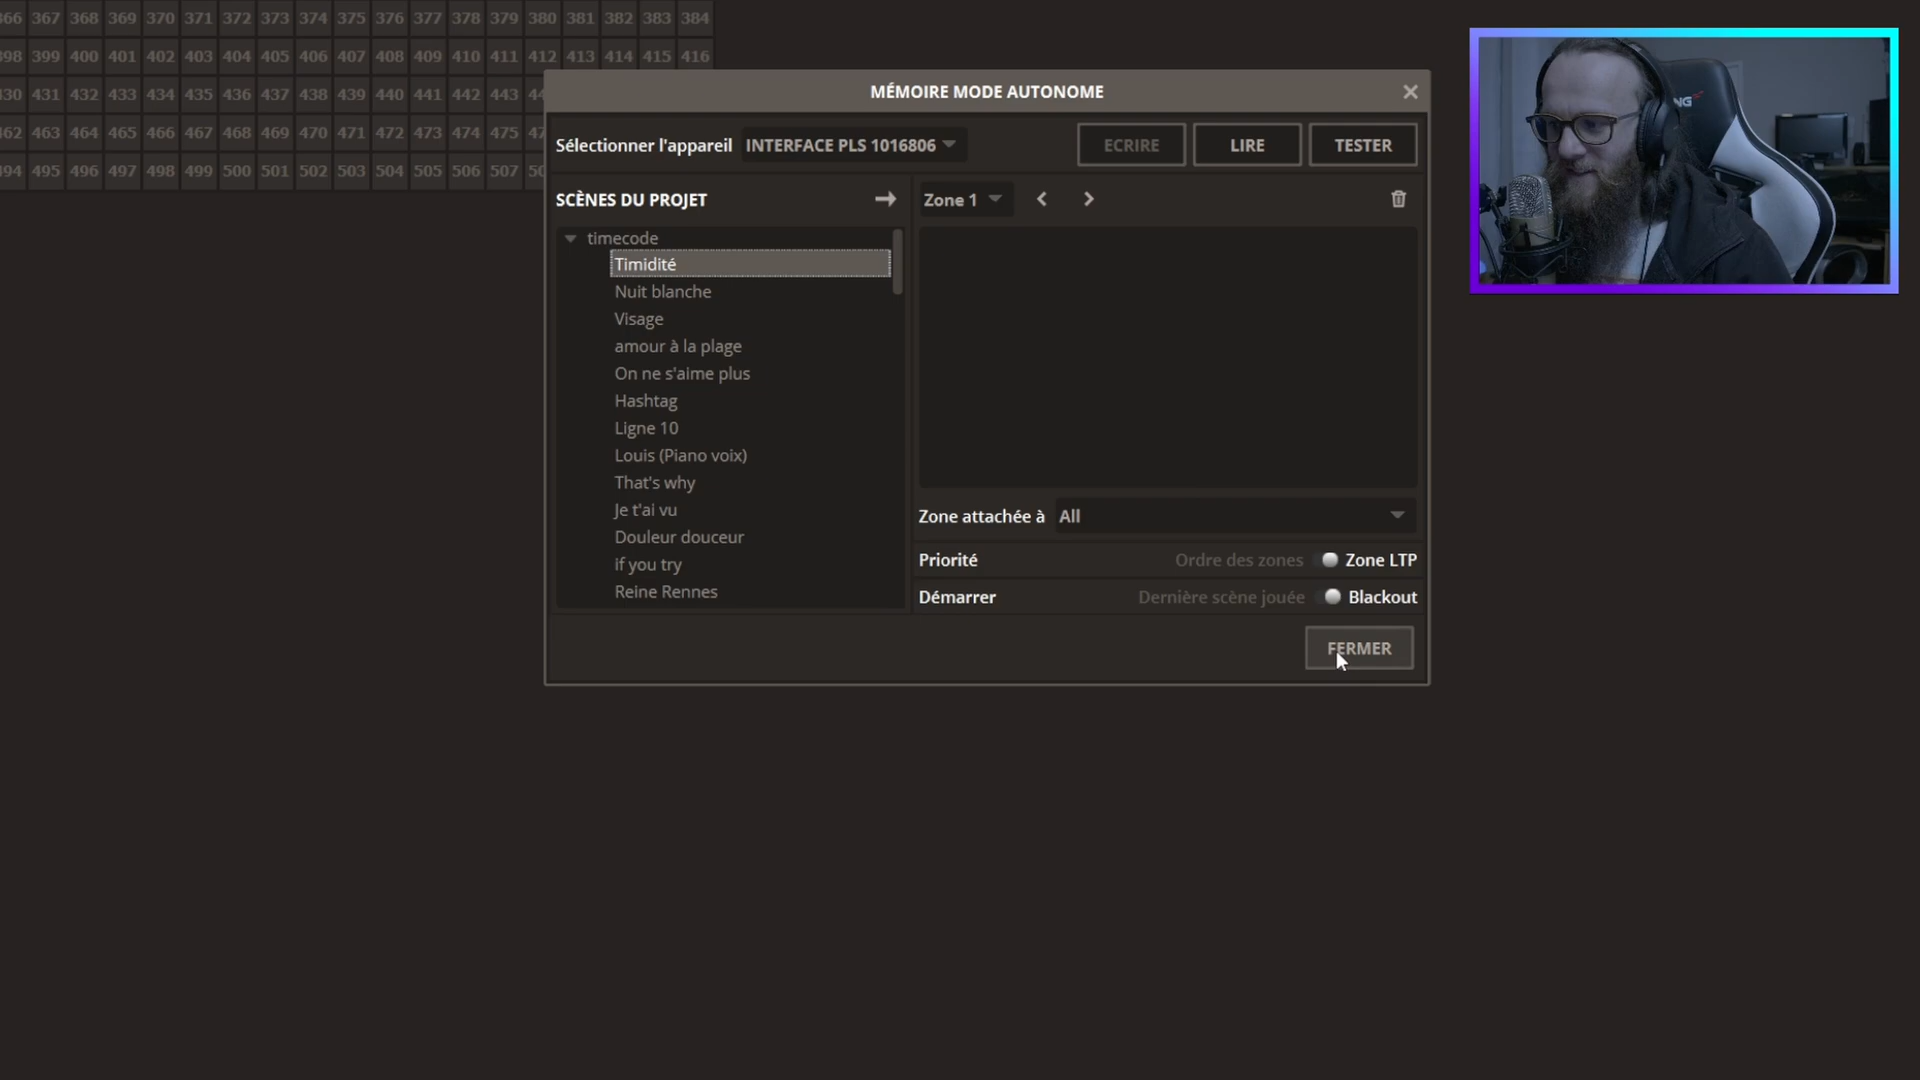 366 367 368 369 370 371 372 373 374 375 376 377 378 379 380 381 382 383 384
398 399 400 401 402 403 404 405 406 407 408 409 410 411 412 413 414 415 416
430 431 432 433 434 435 436 437 438 439 440 441 442 443
462 463 464 465 466 467 468 469 470 471 472 473 474 475
494 495 496 497 498 499 500 501 502 503 504 505 506 507
MÉMOIRE MODE AUTONOME
Sélectionner l'appareil INTERFACE PLS 1016806 ECRIRE LIRE TESTER
SCÈNES DU PROJET
timecode
Timidité
Nuit blanche
Visage
amour à la plage
On ne s'aime plus
Hashtag
Ligne 10
Louis (Piano voix)
That's why
Je t'ai vu
Douleur douceur
if you try
Reine Rennes
Zone 1
Zone attachée à All
Priorité Ordre des zones Zone LTP
Démarrer Dernière scène jouée Blackout
FERMER